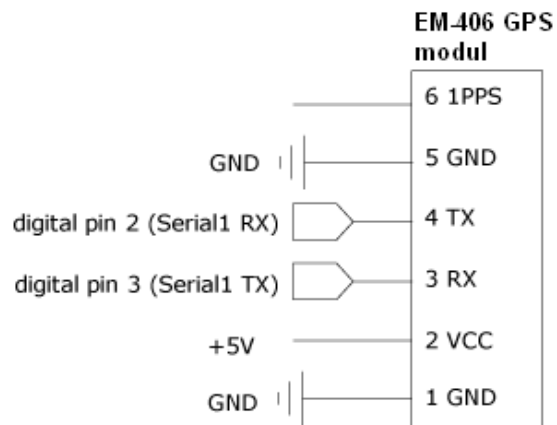 EM-406 GPS
modul
6 1PPS
GND
5 GND
digital pin 2 (Serial1 RX)
4 TX
digital pin 3 (Serial1 TX)
3 RX
+5V
2 VCC
GND
1 GND